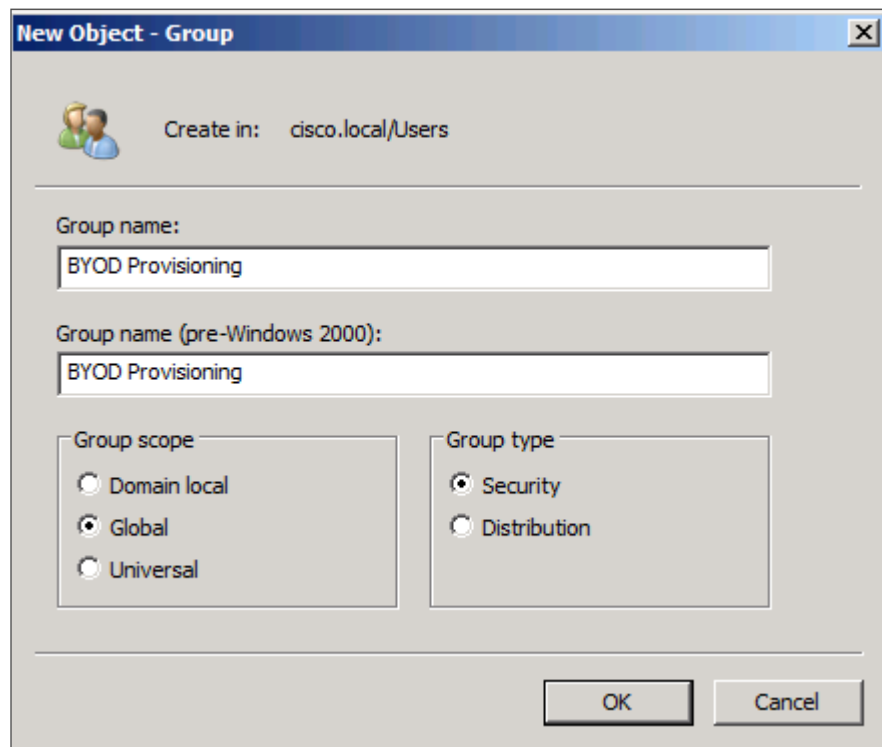 New Object - Group
Create in: cisco.local/Users
Group name:
BYOD Provisioning
Group name (pre-Windows 2000):
BYOD Provisioning
Group scope
Domain local
Global
Universal
Group type
Security
Distribution
OK
Cancel